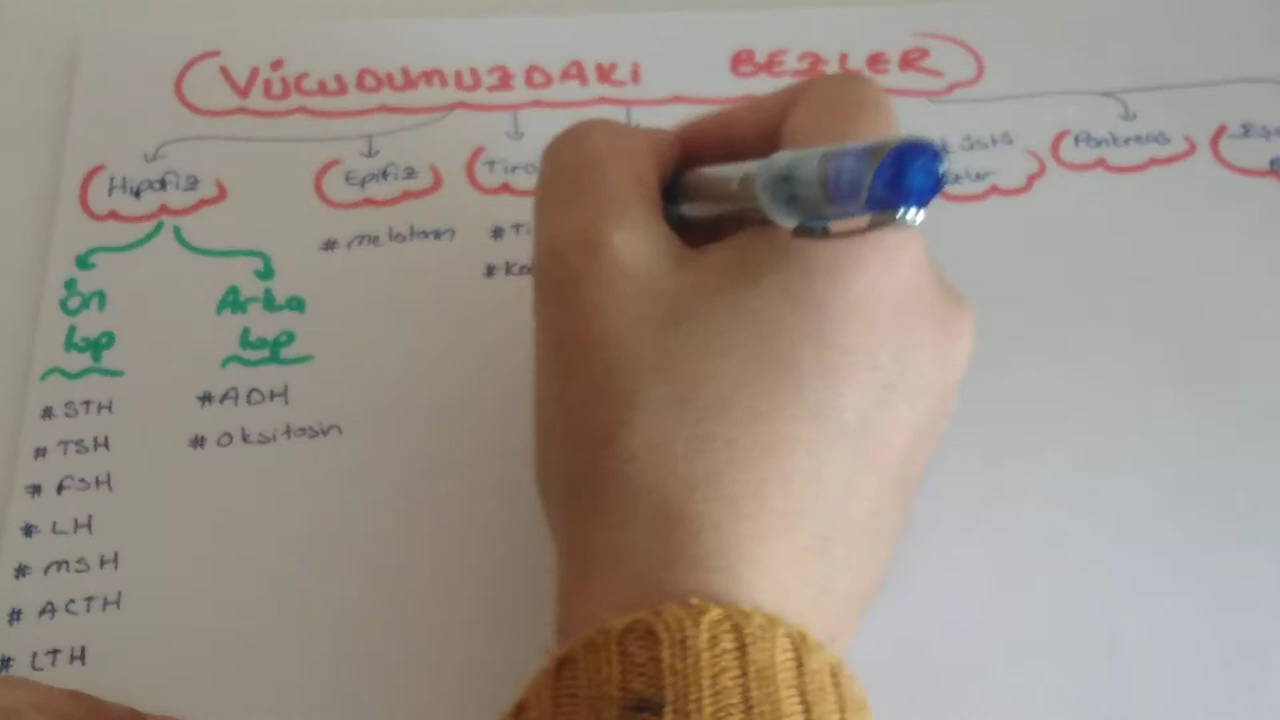 VÜCUDUMUZDAKİ BEZLER
Hipofiz
Epifiz
Pankreas
Ön
lop
Arka
lop
# melatonin
# STH
# TSH
# FSH
# LH
# MSH
# ACTH
# LTH
# ADH
# Oksitosin